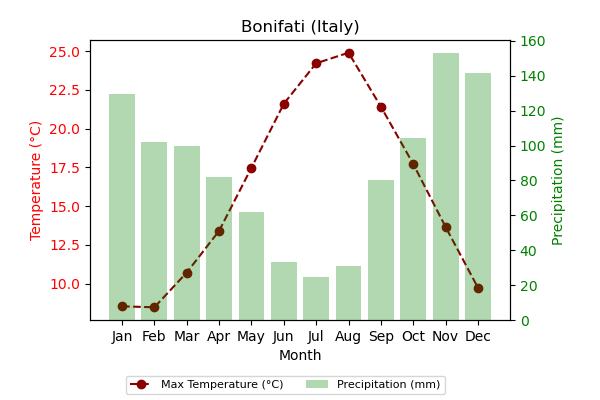 Bonifati (Italy)
25.0
22.5
20.0
17.5
15.0
12.5
10.0
Temperature (°C)
160
140
120
100
80
60
40
20
0
Precipitation (mm)
Jan Feb Mar Apr May Jun Jul Aug Sep Oct Nov Dec
Month
Max Temperature (°C) Precipitation (mm)